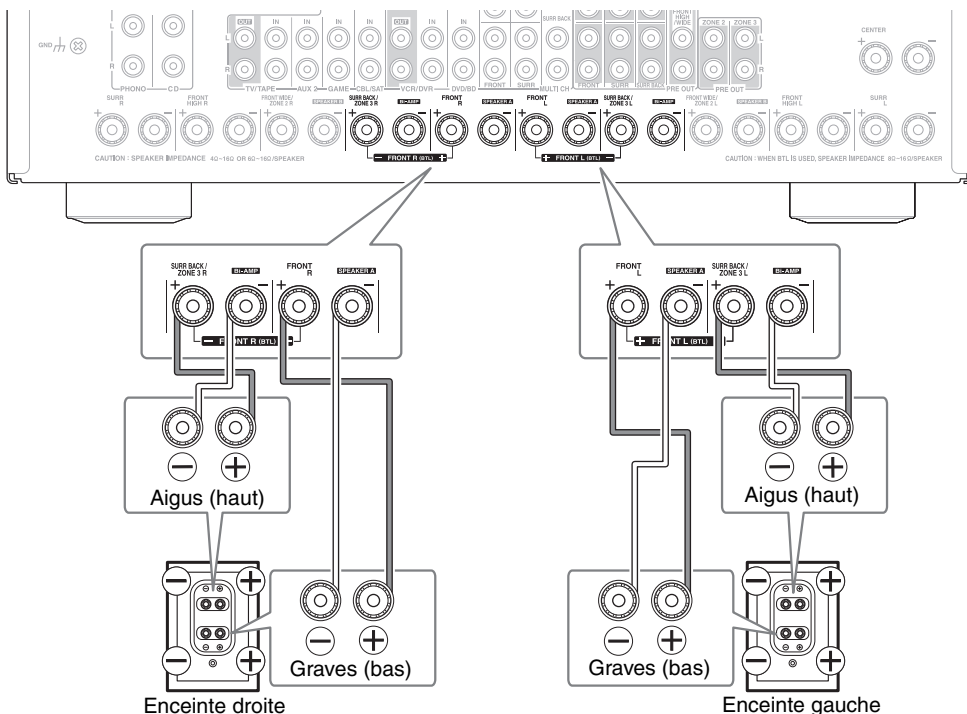 OUT IN IN IN OUT IN IN SURR BACK FRONT HIGH /WIDE ZONE 2 ZONE 3
GND
L
R
L
R
L
R
CENTER
+ −
FRONT SURR FRONT SURR SURR BACK
PHONO CD TV/TAPE AUX 2 GAME CBL/SAT VCR/DVR DVD/BD MULTI CH PRE OUT PRE OUT
SURR R
FRONT HIGH R
FRONT WIDE/ ZONE 2 R
SPEAKER B
SURR BACK/ ZONE 3 R
BI-AMP
FRONT R
SPEAKER A
FRONT L
SPEAKER A
SURR BACK/ ZONE 3 L
BI-AMP
FRONT WIDE/ ZONE 2 L
SPEAKER B
FRONT HIGH L
SURR L
− FRONT R (BTL) +
+ FRONT L (BTL) −
CAUTION : SPEAKER IMPEDANCE 4Ω~16Ω OR 6Ω~16Ω/SPEAKER
CAUTION : WHEN BTL IS USED, SPEAKER IMPEDANCE 8Ω~16Ω/SPEAKER
SURR BACK/ ZONE 3 R
BI-AMP
FRONT R
SPEAKER A
+ − + −
− FRONT R (BTL) +
FRONT L
SPEAKER A
SURR BACK/ ZONE 3 L
BI-AMP
+ − + −
+ FRONT L (BTL) −
− +
Aigus (haut)
− +
Aigus (haut)
− +
Graves (bas)
− +
Graves (bas)
− +
− +
Enceinte droite
− +
− +
Enceinte gauche